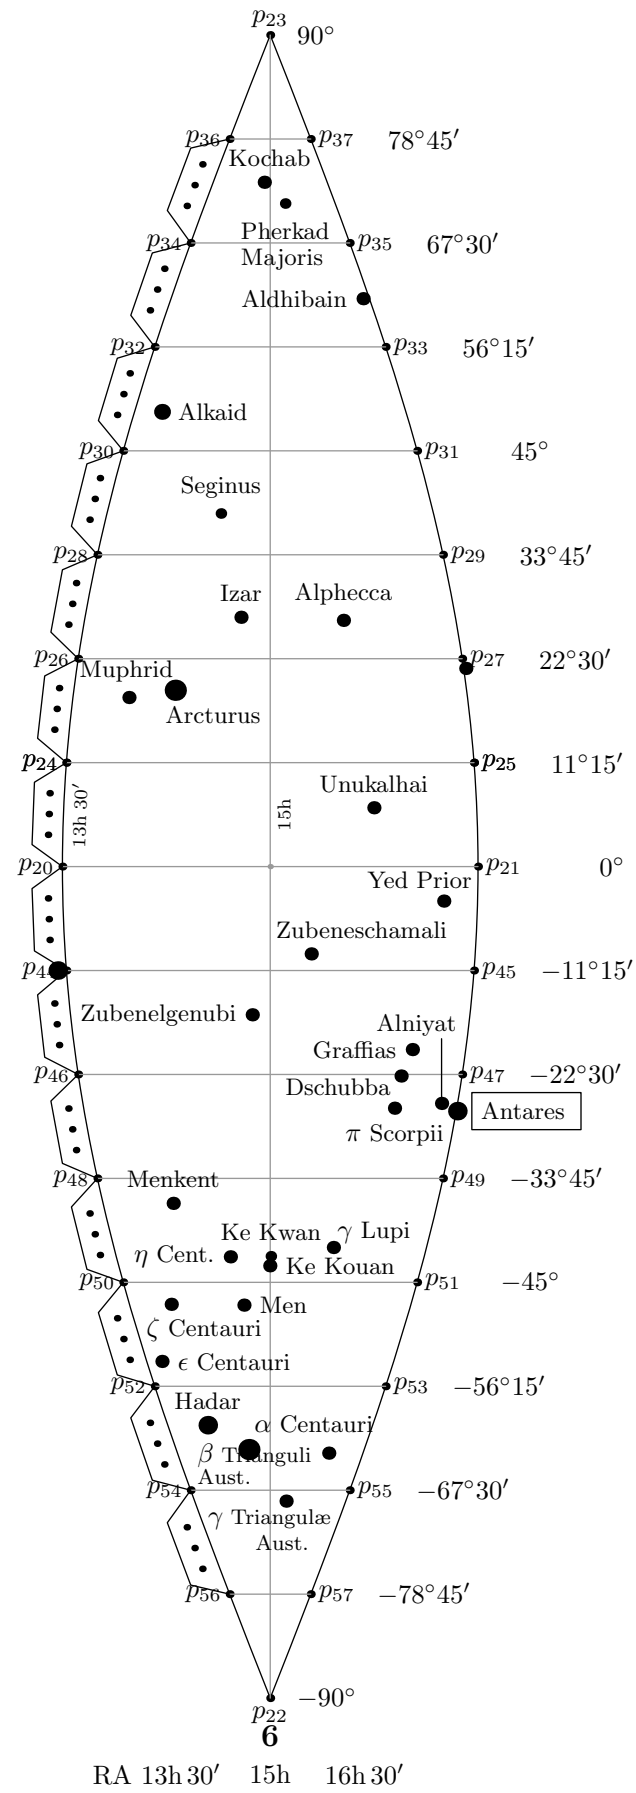 p23
90°
p36
p37
78°45′
Kochab
Pherkad
Majoris
p34
p35
67°30′
Aldhibain
p32
p33
56°15′
Alkaid
p30
p31
45°
Seginus
p28
p29
33°45′
Izar
Alphecca
p26
p27
22°30′
Muphrid
Arcturus
p24
p25
11°15′
Unukalhai
13h 30′
15h
p20
p21
0°
Yed Prior
Zubeneschamali
p44
p45
−11°15′
Zubenelgenubi
Alniyat
Graffias
p46
p47
−22°30′
Dschubba
Antares
π Scorpii
p48
p49
−33°45′
Menkent
Ke Kwan
γ Lupi
η Cent.
Ke Kouan
p50
p51
−45°
Men
ζ Centauri
ϵ Centauri
p52
p53
−56°15′
Hadar
α Centauri
β Trianguli
Aust.
p54
p55
−67°30′
γ Triangulæ
Aust.
p56
p57
−78°45′
−90°
p22
6
RA 13h 30′ 15h 16h 30′